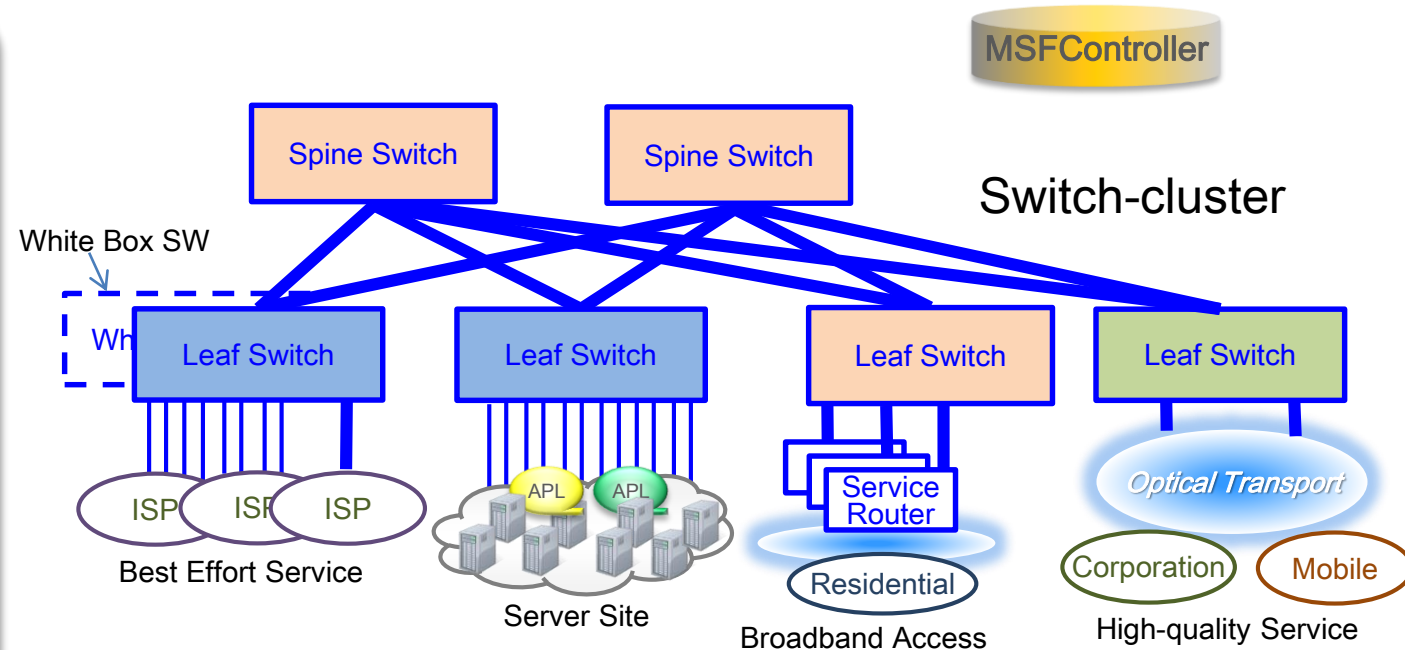 MSFController
Spine Switch
Spine Switch
Switch-cluster
White Box SW
Wh
Leaf Switch
Leaf Switch
Leaf Switch
Leaf Switch
ISP
ISP
ISP
APL
APL
Service
Router
Optical Transport
Residential
Corporation
Mobile
Best Effort Service
Server Site
Broadband Access
High-quality Service